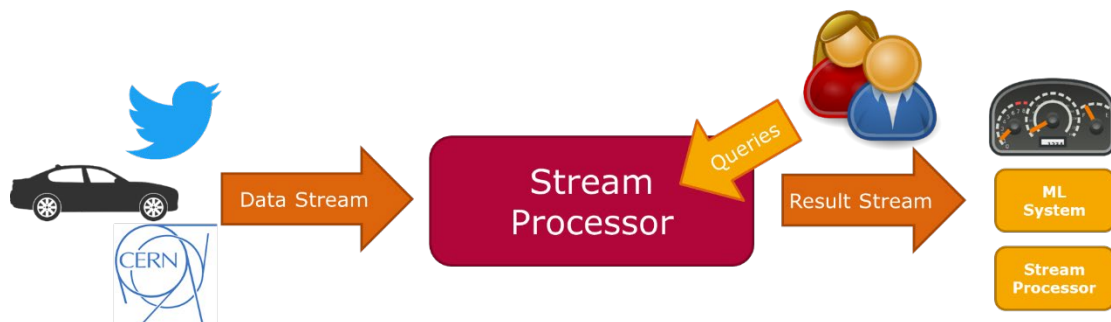 CERN
Data Stream
Stream
Processor
Queries
Result Stream
ML
System
Stream
Processor